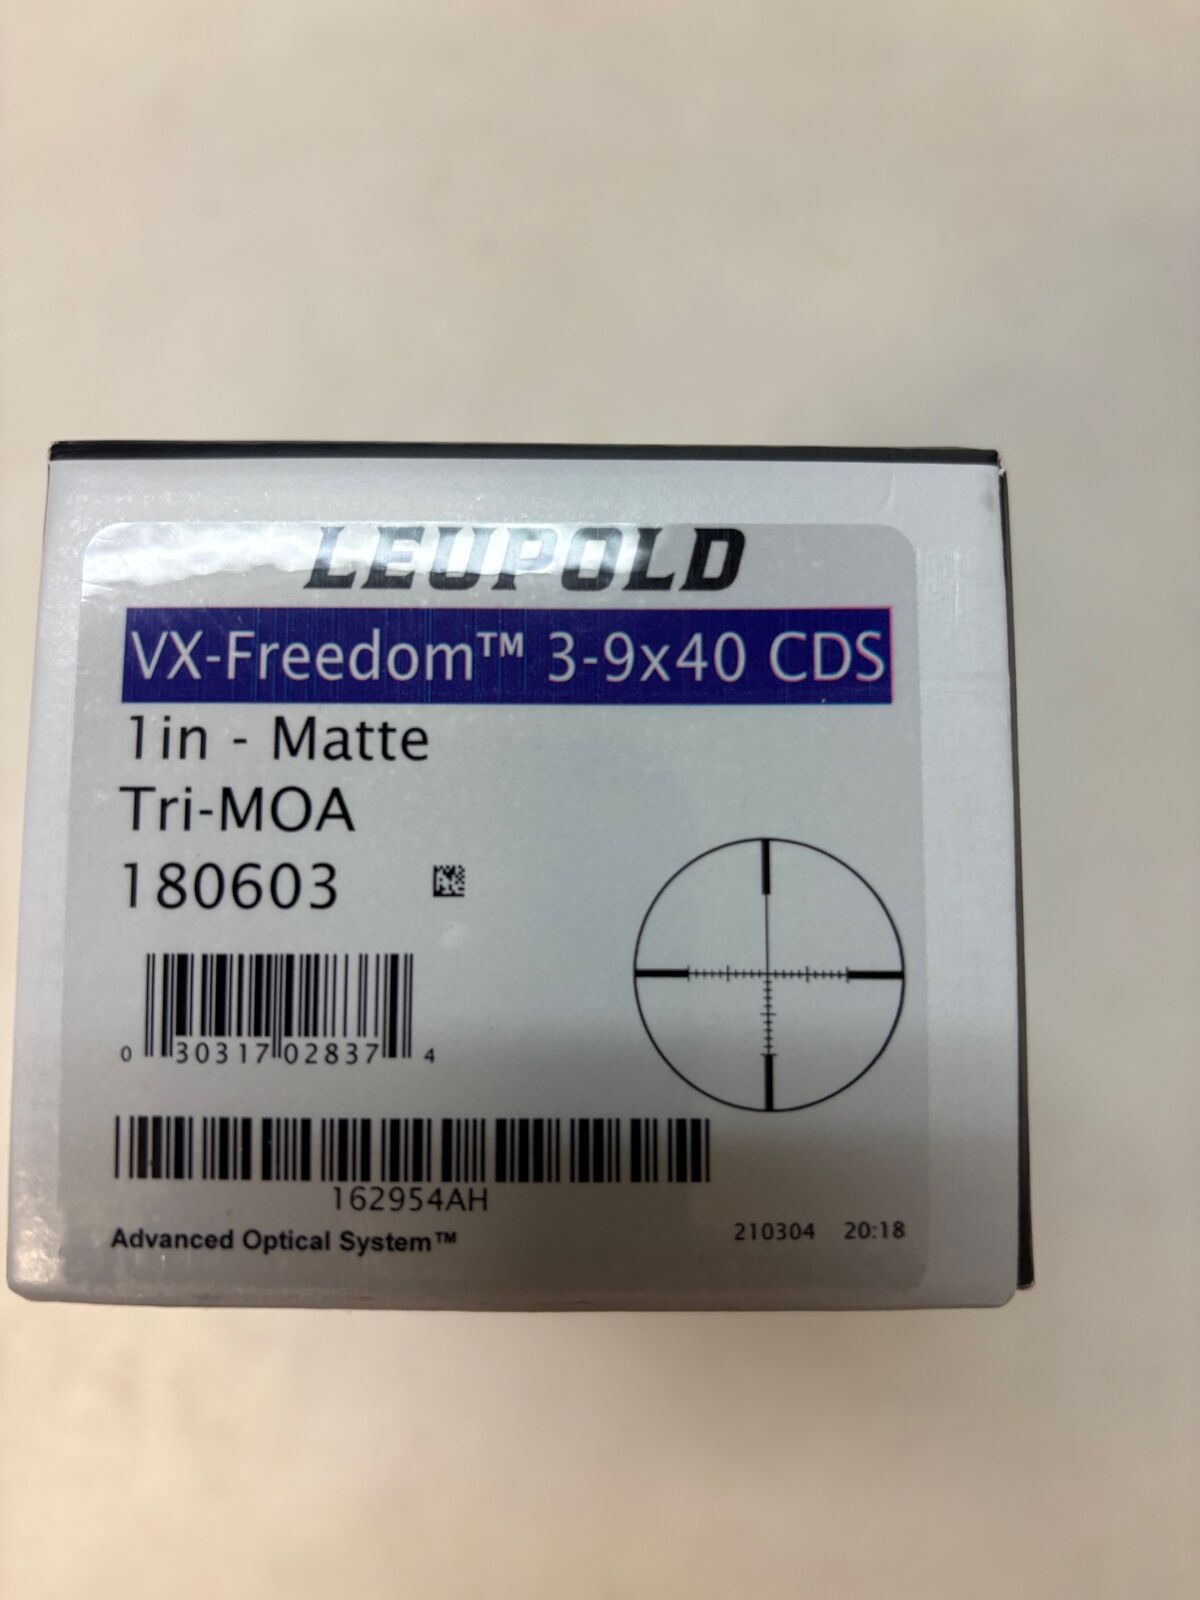 LEUPOLD
VX-Freedom™ 3-9x40 CDS
1in - Matte
Tri-MOA
180603
0 30317 02837 4
162954AH
Advanced Optical System™
210304 20:18